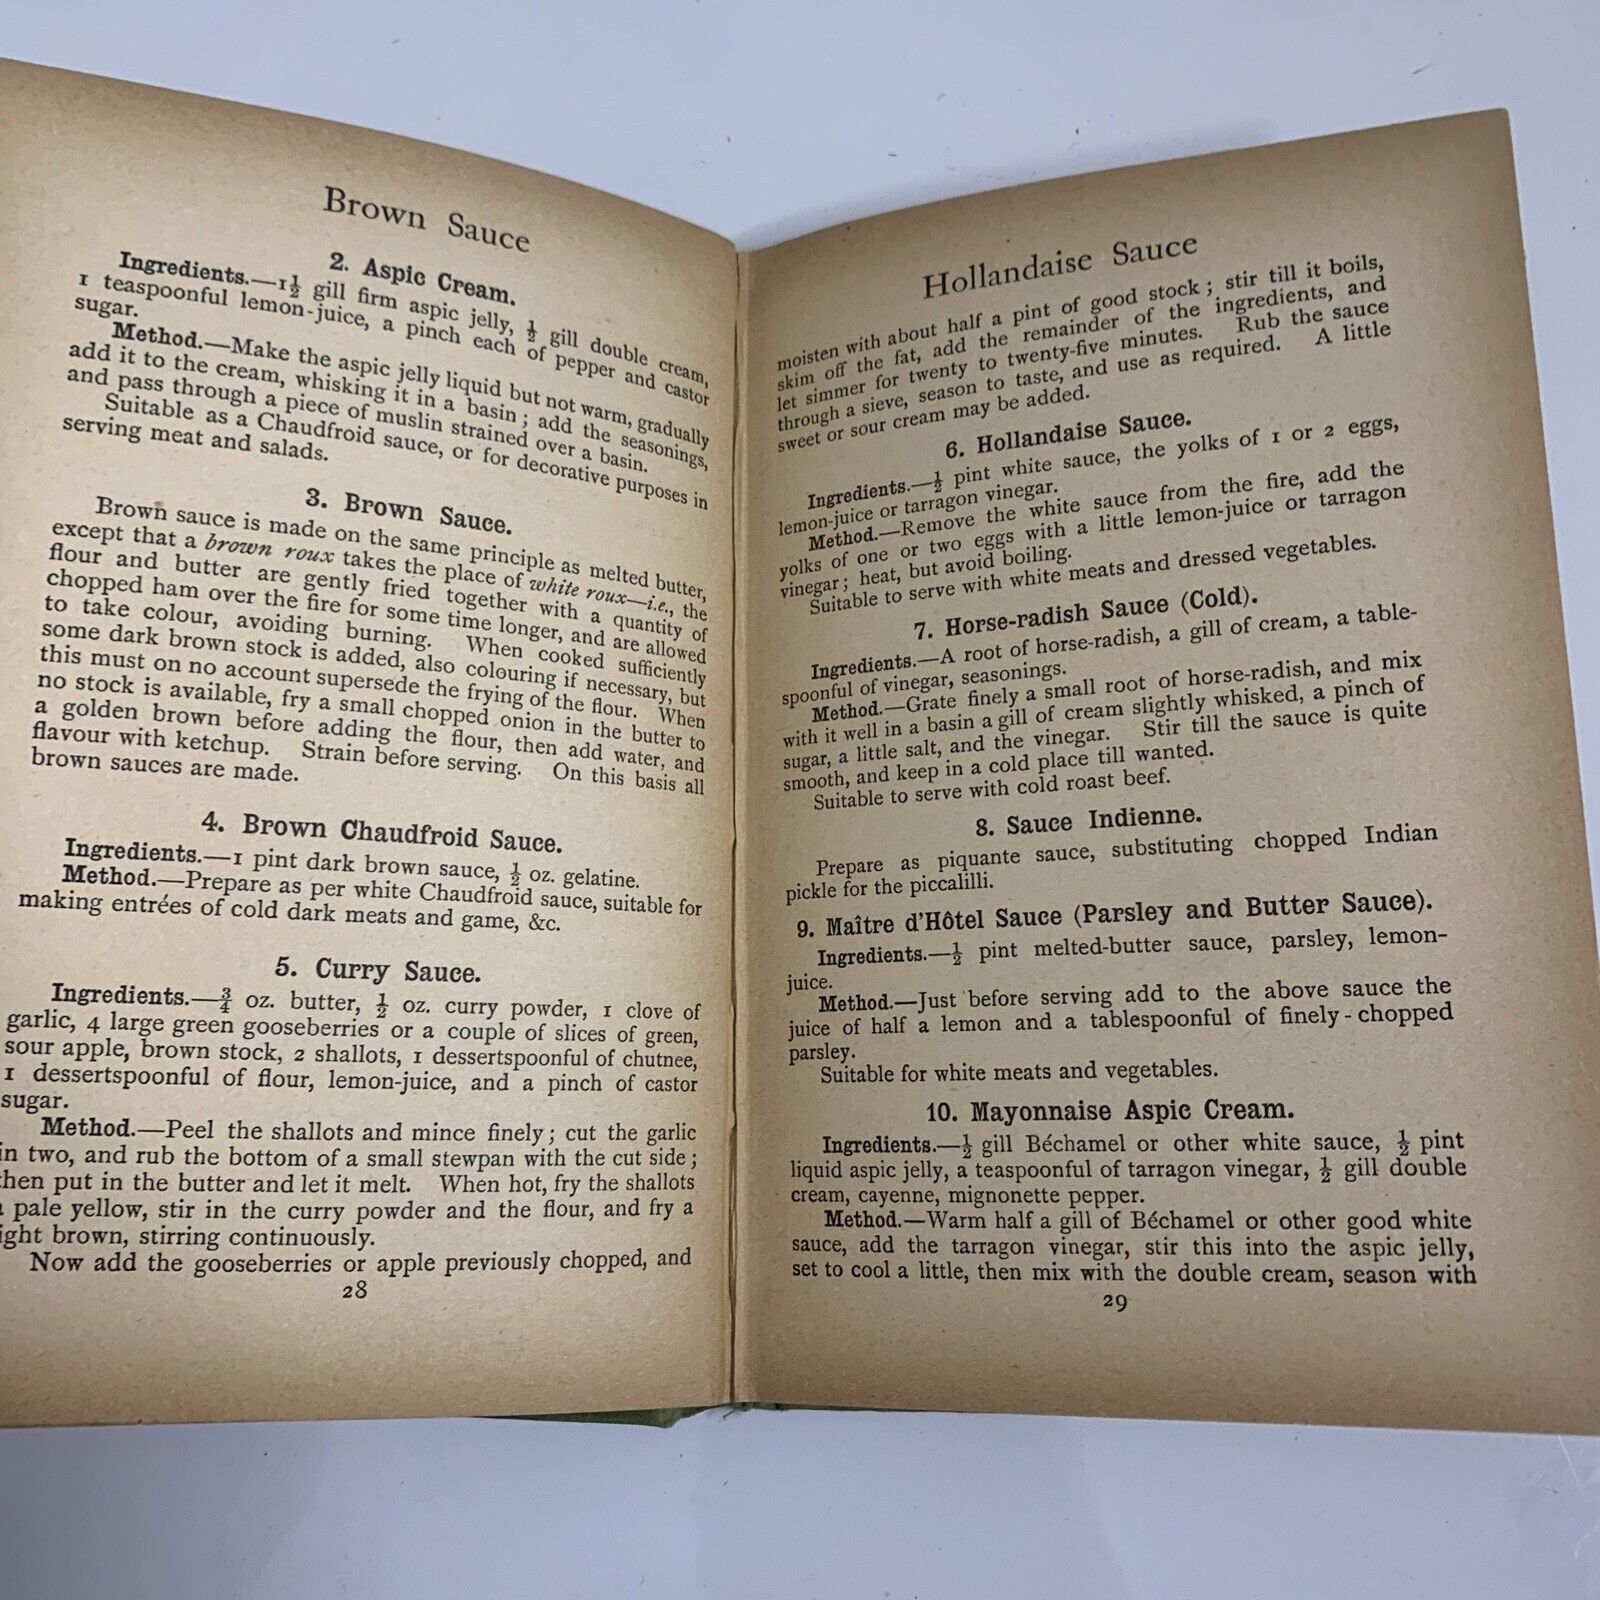 Brown Sauce
2. Aspic Cream.
Ingredients.—1½ gill firm aspic jelly, ½ gill double cream,
1 teaspoonful lemon-juice, a pinch each of pepper and castor
sugar.
Method.—Make the aspic jelly liquid but not warm, gradually
add it to the cream, whisking it in a basin; add the seasonings,
and pass through a piece of muslin strained over a basin.
Suitable as a Chaudfroid sauce, or for decorative purposes in
serving meat and salads.
3. Brown Sauce.
Brown sauce is made on the same principle as melted butter,
except that a brown roux takes the place of white roux—i.e., the
flour and butter are gently fried together with a quantity of
chopped ham over the fire for some time longer, and are allowed
to take colour, avoiding burning. When cooked sufficiently
some dark brown stock is added, also colouring if necessary, but
this must on no account supersede the frying of the flour. When
no stock is available, fry a small chopped onion in the butter to
a golden brown before adding the flour, then add water, and
flavour with ketchup. Strain before serving. On this basis all
brown sauces are made.
4. Brown Chaudfroid Sauce.
Ingredients.—1 pint dark brown sauce, ½ oz. gelatine.
Method.—Prepare as per white Chaudfroid sauce, suitable for
making entrées of cold dark meats and game, &c.
5. Curry Sauce.
Ingredients.—¾ oz. butter, ½ oz. curry powder, 1 clove of
garlic, 4 large green gooseberries or a couple of slices of green,
sour apple, brown stock, 2 shallots, 1 dessertspoonful of chutnee,
1 dessertspoonful of flour, lemon-juice, and a pinch of castor
sugar.
Method.—Peel the shallots and mince finely; cut the garlic
in two, and rub the bottom of a small stewpan with the cut side;
then put in the butter and let it melt. When hot, fry the shallots
a pale yellow, stir in the curry powder and the flour, and fry a
ight brown, stirring continuously.
Now add the gooseberries or apple previously chopped, and
28
Hollandaise Sauce
moisten with about half a pint of good stock; stir till it boils,
skim off the fat, add the remainder of the ingredients, and
let simmer for twenty to twenty-five minutes. Rub the sauce
through a sieve, season to taste, and use as required. A little
sweet or sour cream may be added.
6. Hollandaise Sauce.
Ingredients.—½ pint white sauce, the yolks of 1 or 2 eggs,
lemon-juice or tarragon vinegar.
Method.—Remove the white sauce from the fire, add the
yolks of one or two eggs with a little lemon-juice or tarragon
vinegar; heat, but avoid boiling.
Suitable to serve with white meats and dressed vegetables.
7. Horse-radish Sauce (Cold).
Ingredients.—A root of horse-radish, a gill of cream, a table-
spoonful of vinegar, seasonings.
Method.—Grate finely a small root of horse-radish, and mix
with it well in a basin a gill of cream slightly whisked, a pinch of
sugar, a little salt, and the vinegar. Stir till the sauce is quite
smooth, and keep in a cold place till wanted.
Suitable to serve with cold roast beef.
8. Sauce Indienne.
Prepare as piquante sauce, substituting chopped Indian
pickle for the piccalilli.
9. Maître d'Hôtel Sauce (Parsley and Butter Sauce).
Ingredients.—½ pint melted-butter sauce, parsley, lemon-
juice.
Method.—Just before serving add to the above sauce the
juice of half a lemon and a tablespoonful of finely-chopped
parsley.
Suitable for white meats and vegetables.
10. Mayonnaise Aspic Cream.
Ingredients.—½ gill Béchamel or other white sauce, ½ pint
liquid aspic jelly, a teaspoonful of tarragon vinegar, ½ gill double
cream, cayenne, mignonette pepper.
Method.—Warm half a gill of Béchamel or other good white
sauce, add the tarragon vinegar, stir this into the aspic jelly,
set to cool a little, then mix with the double cream, season with
29